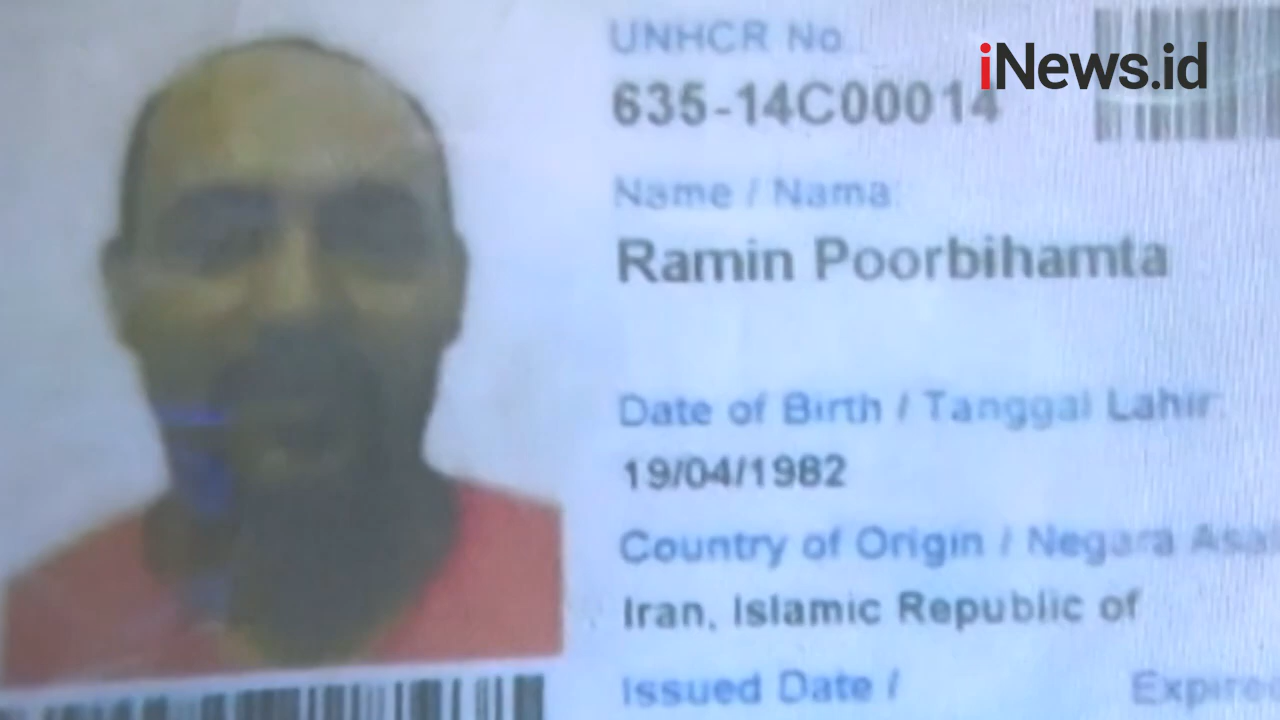 UNHCR No.
635-14C00014
iNews.id
Name / Nama:
Ramin Poorbihamta
Date of Birth / Tanggal Lahir:
19/04/1982
Country of Origin / Negara Asal
Iran, Islamic Republic of
Issued Date /